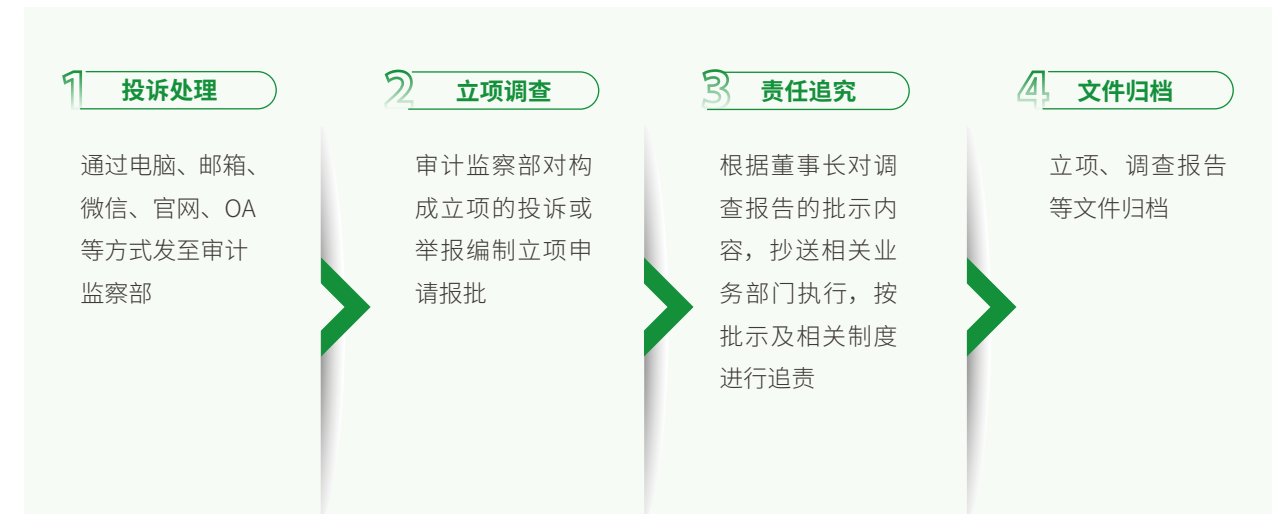 1 投诉处理
通过电脑、邮箱、
微信、官网、OA
等方式发至审计
监察部
2 立项调查
审计监察部对构
成立项的投诉或
举报编制立项申
请报批
3 责任追究
根据董事长对调
查报告的批示内
容，抄送相关业
务部门执行，按
批示及相关制度
进行追责
4 文件归档
立项、调查报告
等文件归档